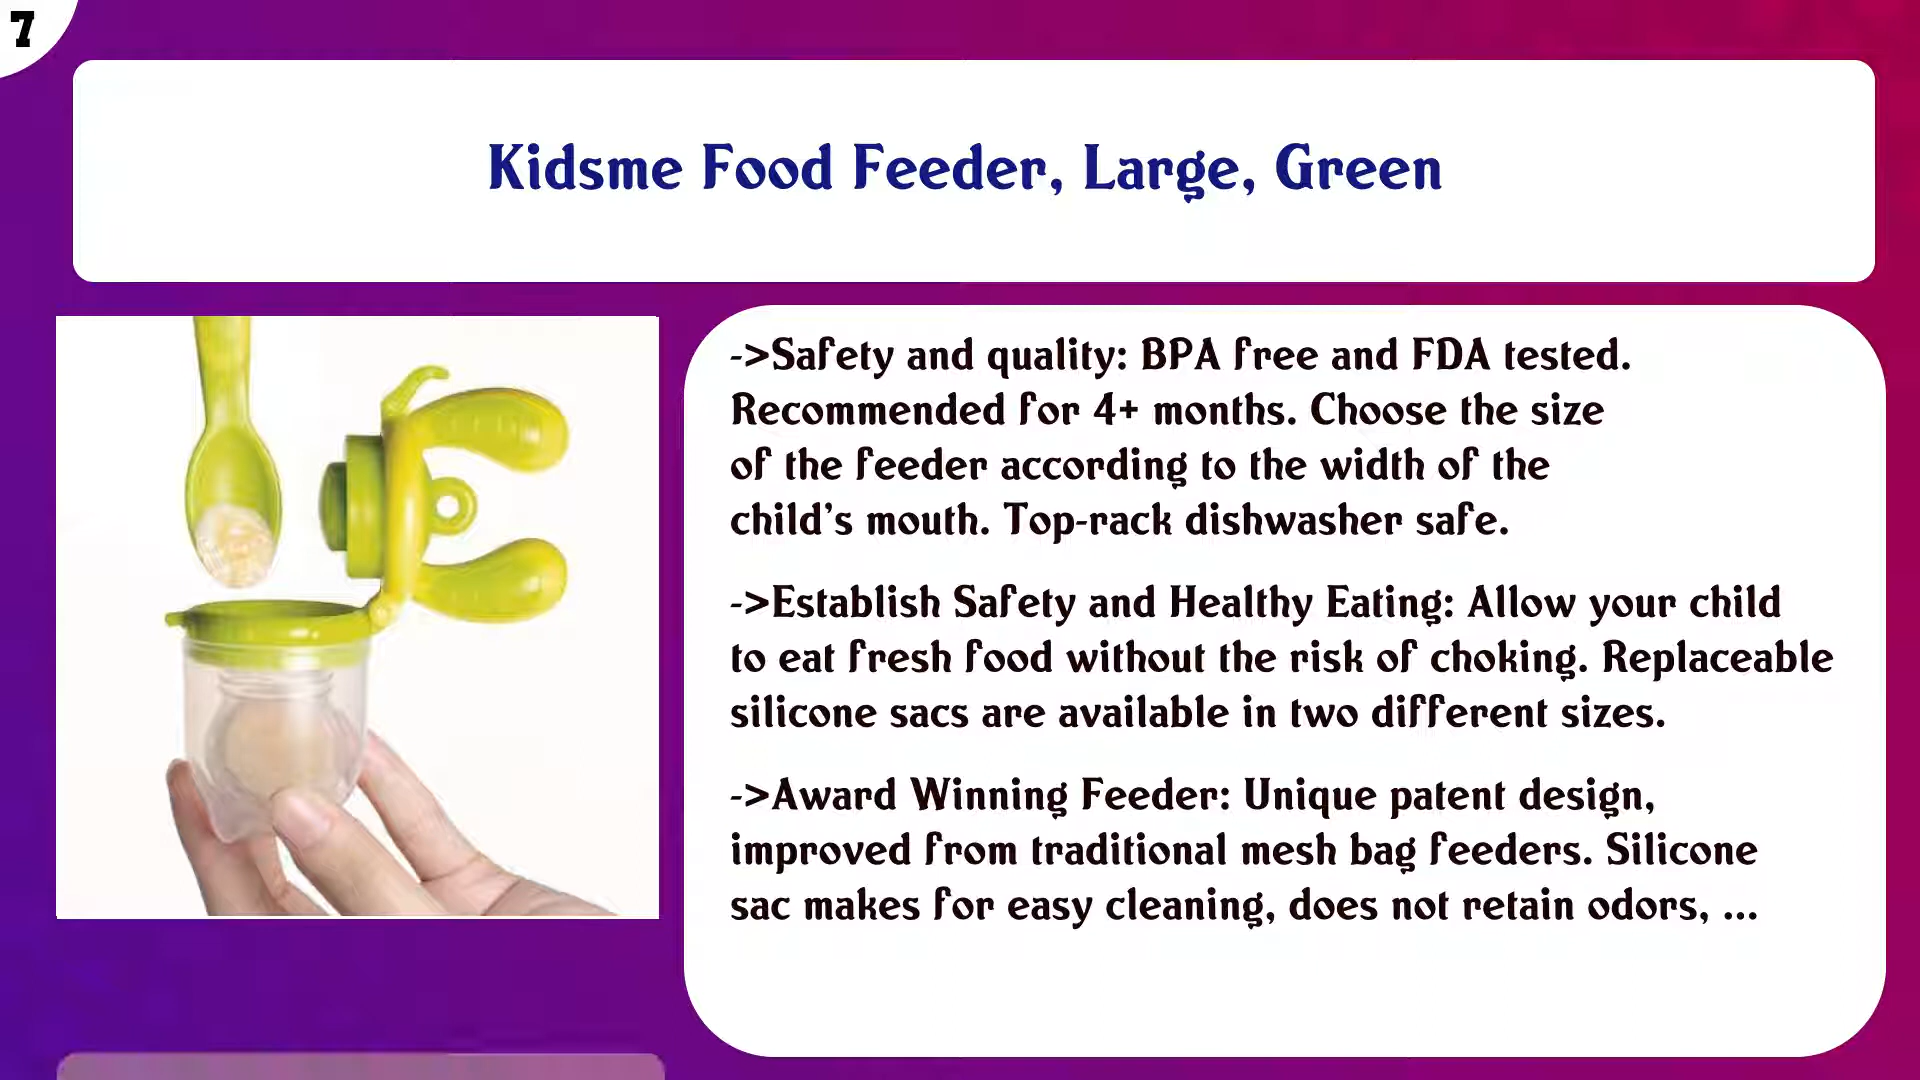 7
Kidsme Food Feeder, Large, Green
->Safety and quality: BPA free and FDA tested.
Recommended for 4+ months. Choose the size
of the feeder according to the width of the
child's mouth. Top-rack dishwasher safe.
->Establish Safety and Healthy Eating: Allow your child
to eat fresh food without the risk of choking. Replaceable
silicone sacs are available in two different sizes.
->Award Winning Feeder: Unique patent design,
improved from traditional mesh bag feeders. Silicone
sac makes for easy cleaning, does not retain odors, ...